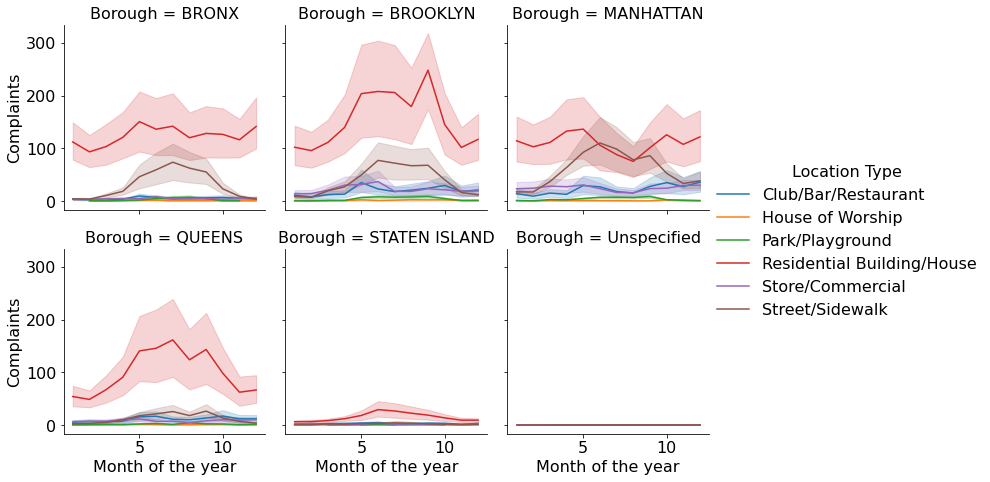 Borough = BRONX
Borough = BROOKLYN
Borough = MANHATTAN
300
200
100
0
Complaints
Location Type
Club/Bar/Restaurant
House of Worship
Park/Playground
Residential Building/House
Store/Commercial
Street/Sidewalk
Borough = QUEENS
Borough = STATEN ISLAND
Borough = Unspecified
300
200
100
0
Complaints
5
10
5
10
5
10
Month of the year
Month of the year
Month of the year